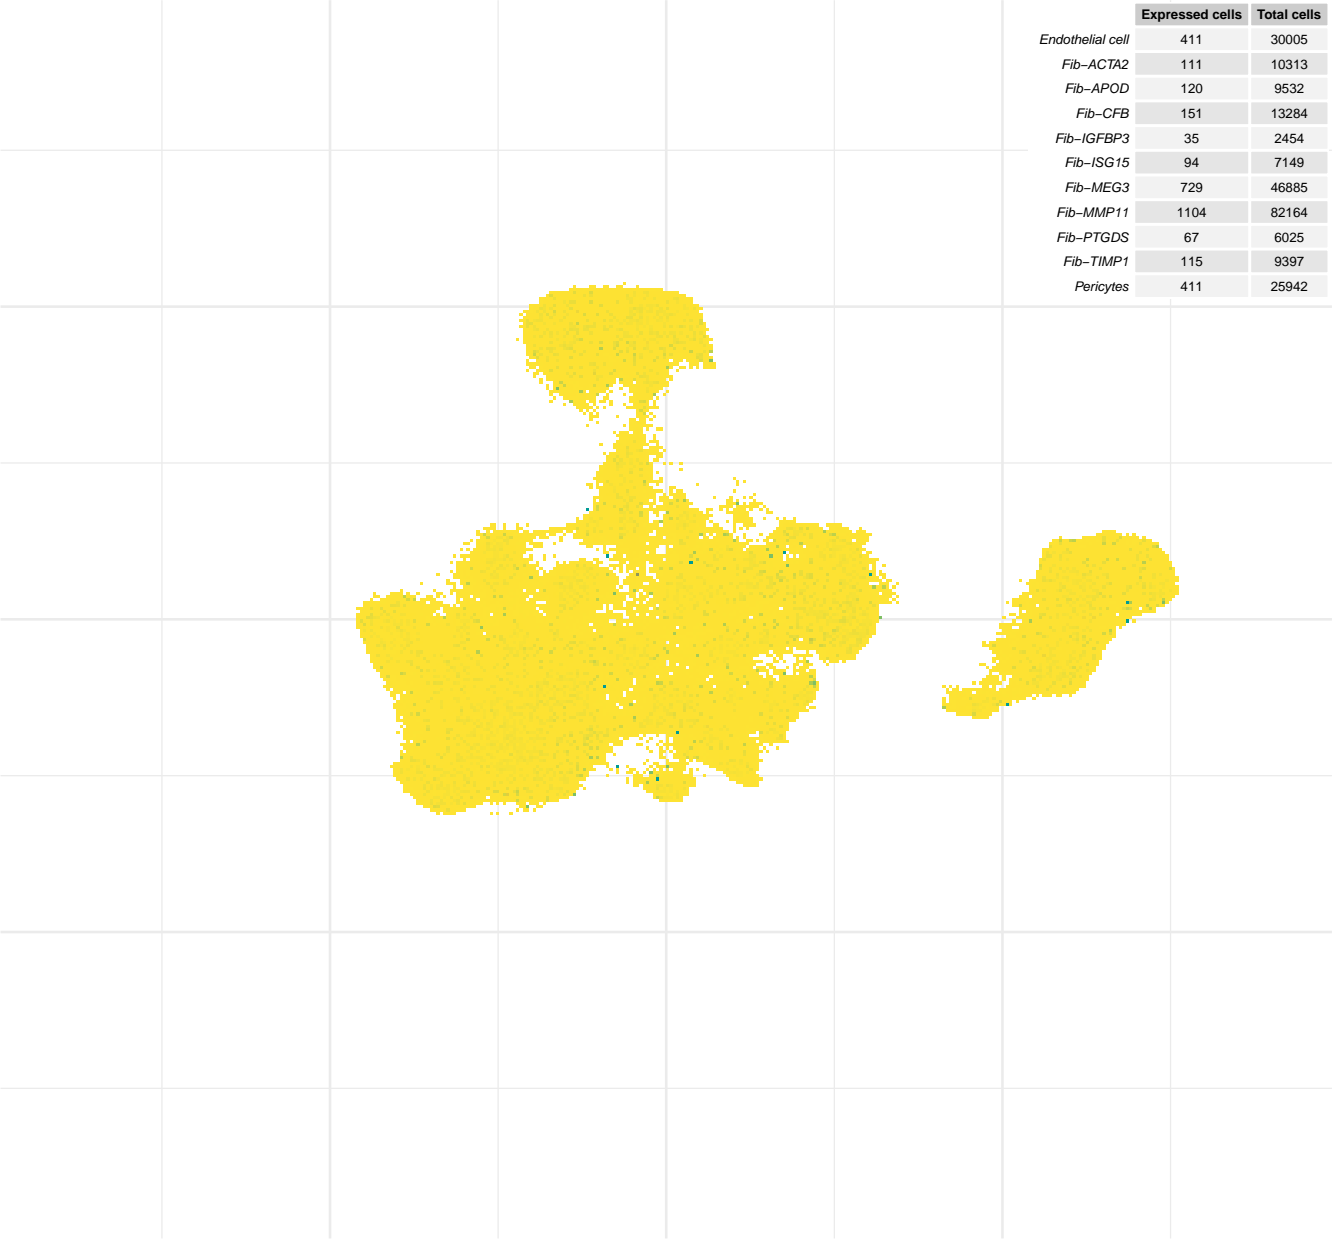 Expressed cells Total cells
Endothelial cell 411 30005
Fib−ACTA2 111 10313
Fib−APOD 120 9532
Fib−CFB 151 13284
Fib−IGFBP3 35 2454
Fib−ISG15 94 7149
Fib−MEG3 729 46885
Fib−MMP11 1104 82164
Fib−PTGDS 67 6025
Fib−TIMP1 115 9397
Pericytes 411 25942